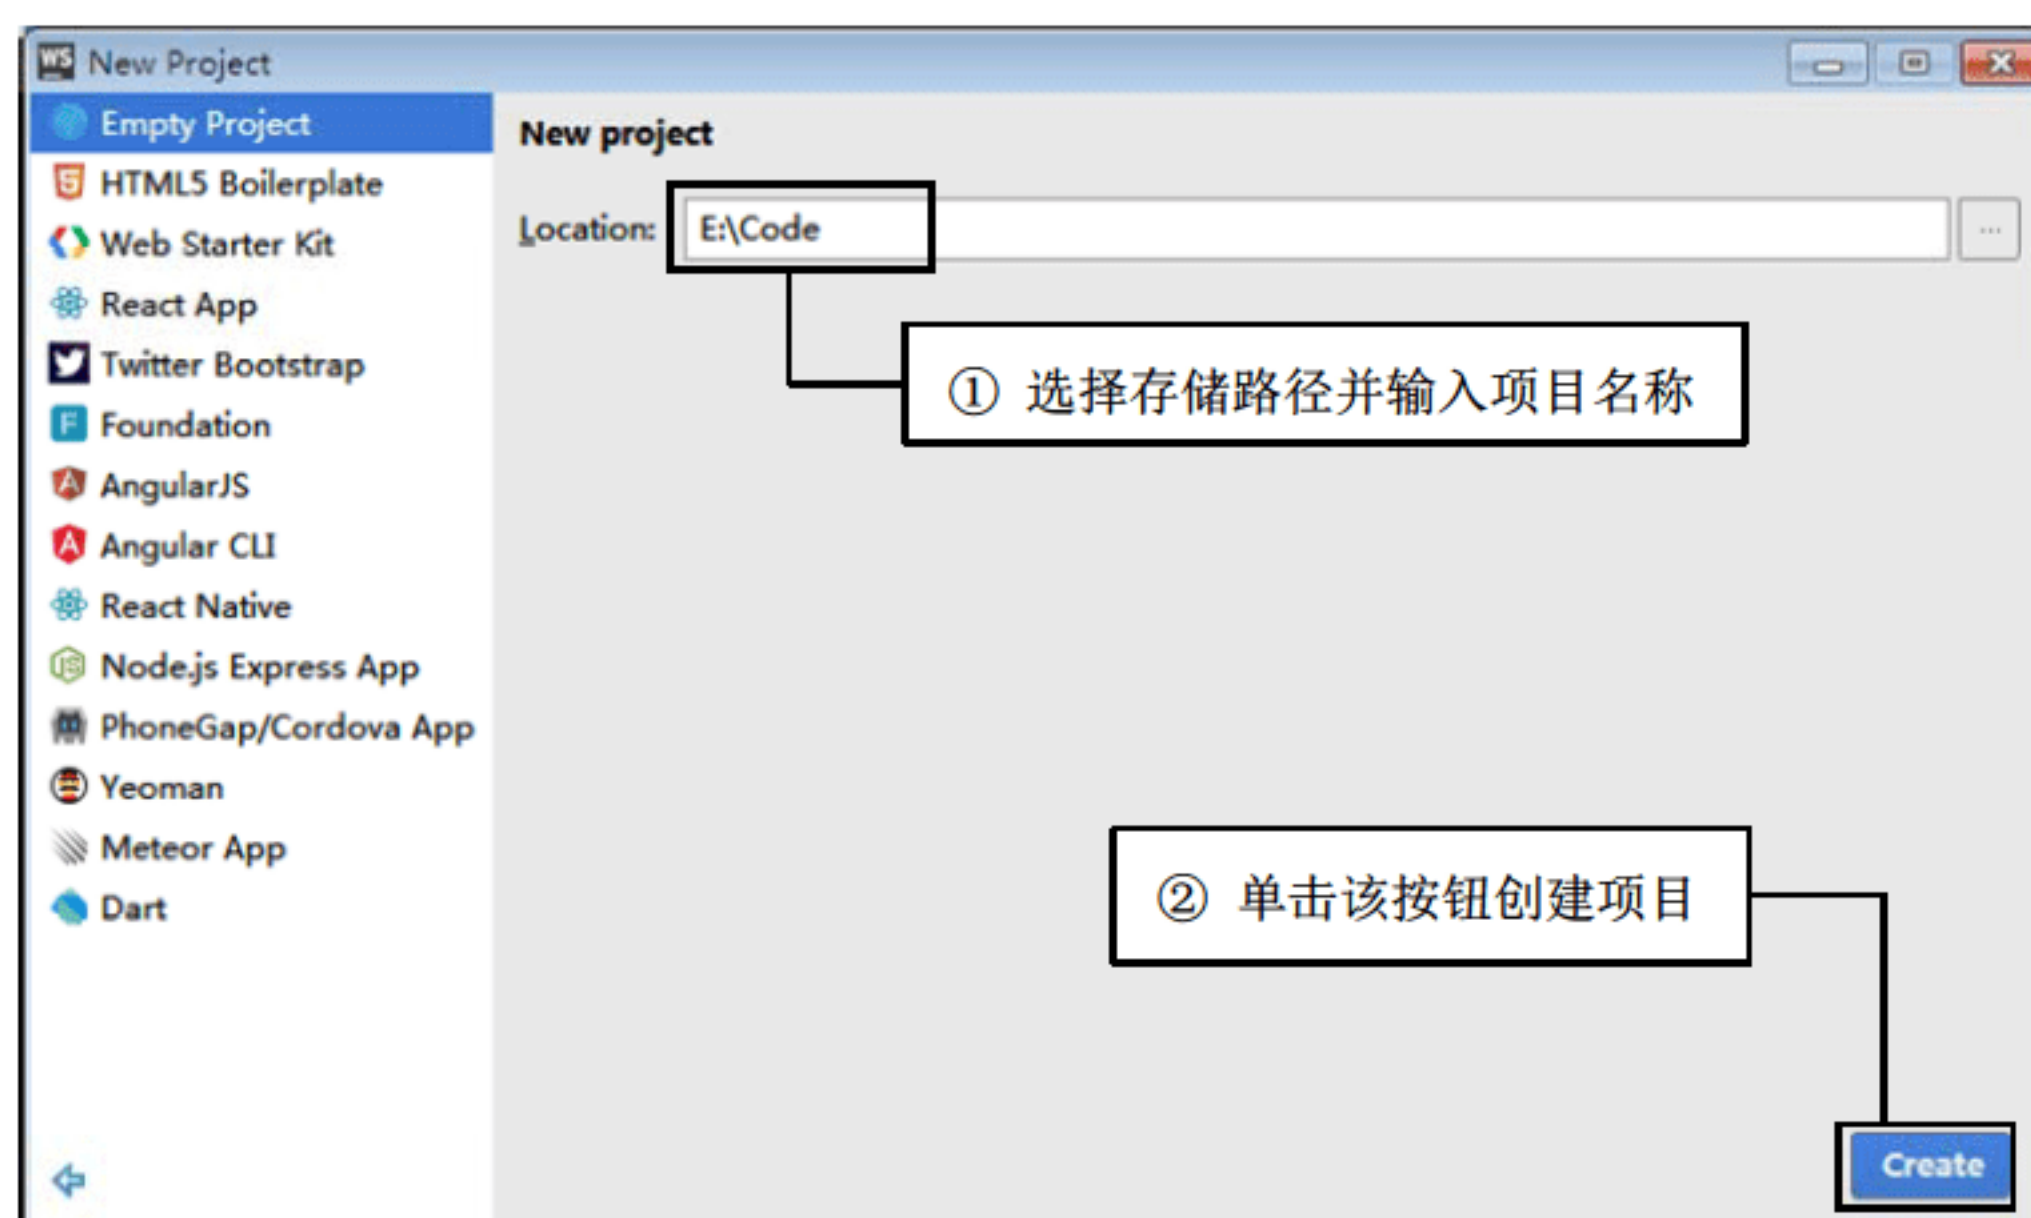 WS New Project
Empty Project
HTML5 Boilerplate
Web Starter Kit
React App
Twitter Bootstrap
Foundation
AngularJS
Angular CLI
React Native
Node.js Express App
PhoneGap/Cordova App
Yeoman
Meteor App
Dart
New project
Location: E:\Code ...
① 选择存储路径并输入项目名称
② 单击该按钮创建项目
Create